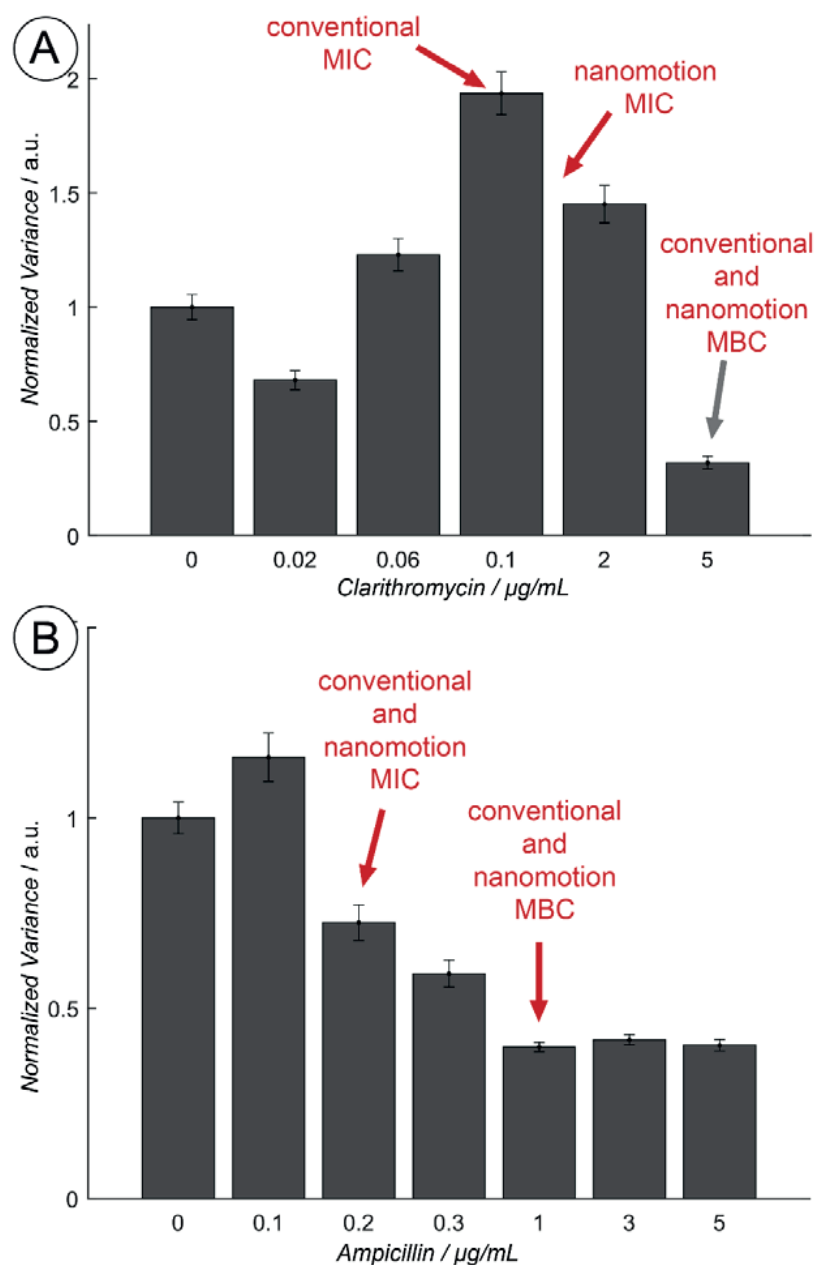 A
conventional
MIC
nanomotion
MIC
conventional
and
nanomotion
MBC
Normalized Variance / a.u.
2
1.5
1
0.5
0
0 0.02 0.06 0.1 2 5
Clarithromycin / µg/mL
B
conventional
and
nanomotion
MIC
conventional
and
nanomotion
MBC
Normalized Variance / a.u.
1
0.5
0
0 0.1 0.2 0.3 1 3 5
Ampicillin / µg/mL